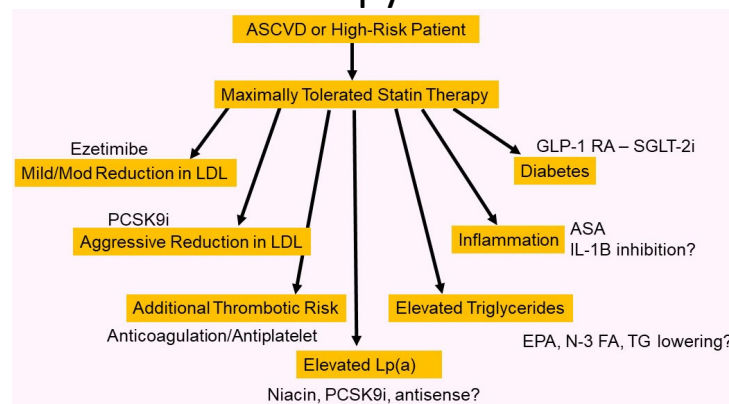 ASCVD or High-Risk Patient
Maximally Tolerated Statin Therapy
Ezetimibe
Mild/Mod Reduction in LDL
GLP-1 RA – SGLT-2i
Diabetes
PCSK9i
Aggressive Reduction in LDL
Inflammation
ASA
IL-1B inhibition?
Additional Thrombotic Risk
Anticoagulation/Antiplatelet
Elevated Triglycerides
EPA, N-3 FA, TG lowering?
Elevated Lp(a)
Niacin, PCSK9i, antisense?